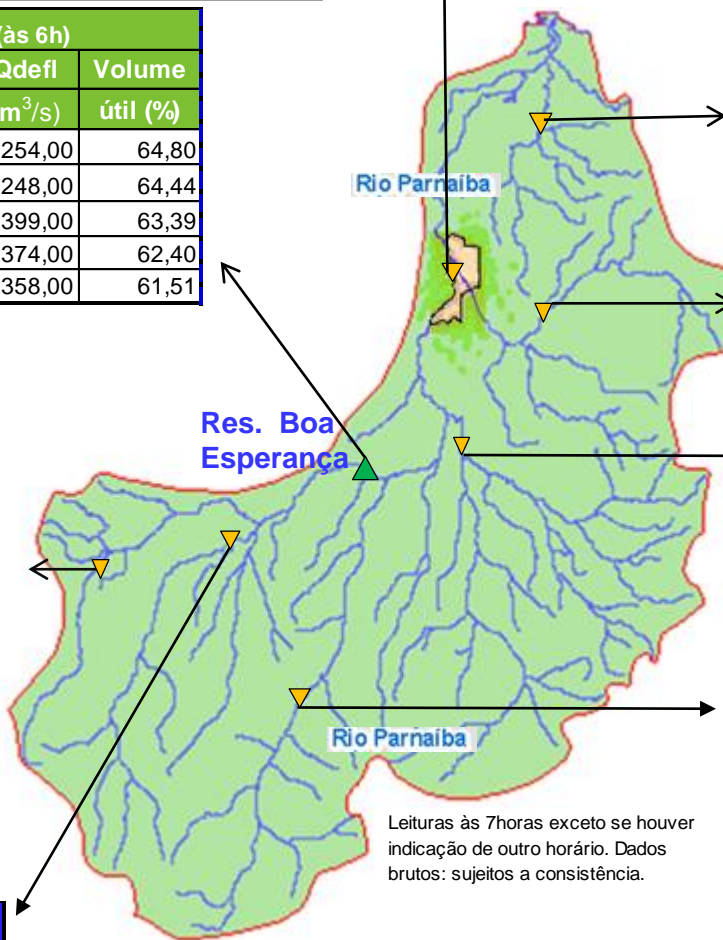 (às 6h)
Qdefl Volume
m³/s) útil (%)
254,00 64,80
248,00 64,44
399,00 63,39
374,00 62,40
358,00 61,51
Rio Parnaíba
Res. Boa
Esperança
Rio Parnaíba
Leituras às 7horas exceto se houver
indicação de outro horário. Dados
brutos: sujeitos a consistência.